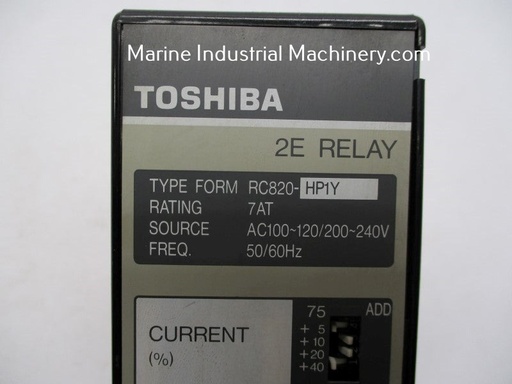 Marine Industrial Machinery.com
TOSHIBA
2E RELAY
TYPE FORM RC820-HP1Y
RATING 7AT
SOURCE AC100~120/200~240V
FREQ. 50/60Hz
75 ADD
CURRENT
(%)
+ 5
+ 10
+20
+40